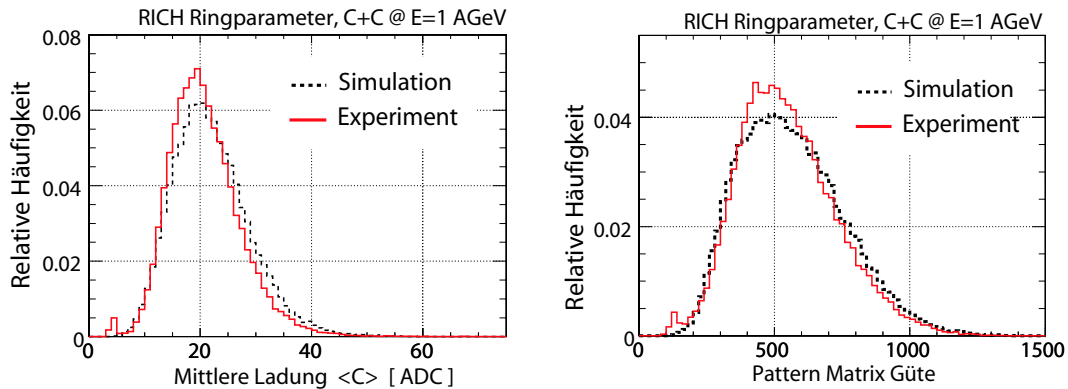 RICH Ringparameter, C+C @ E=1 AGeV
Relative Häufigkeit
0.08
0.06
0.04
0.02
0
Simulation
Experiment
0 20 40 60
Mittlere Ladung <C> [ ADC ]
RICH Ringparameter, C+C @ E=1 AGeV
Relative Häufigkeit
0.04
0.02
0
Simulation
Experiment
0 500 1000 1500
Pattern Matrix Güte